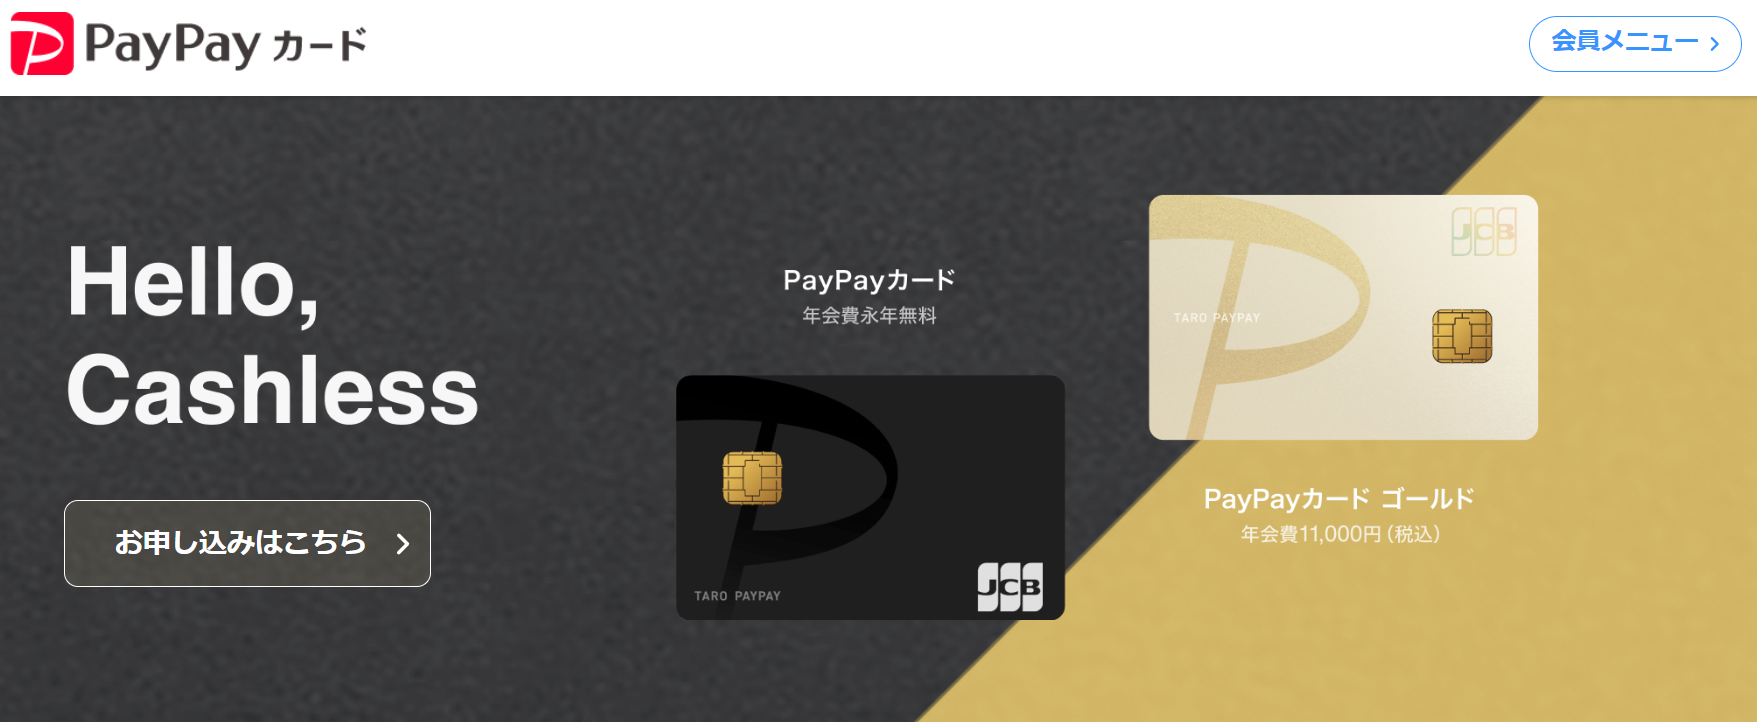 PayPay カード
会員メニュー
Hello,
Cashless
お申し込みはこちら
PayPayカード
年会費永年無料
TARO PAYPAY
JCB
JCB
TARO PAYPAY
PayPayカード ゴールド
年会費11,000円(税込)